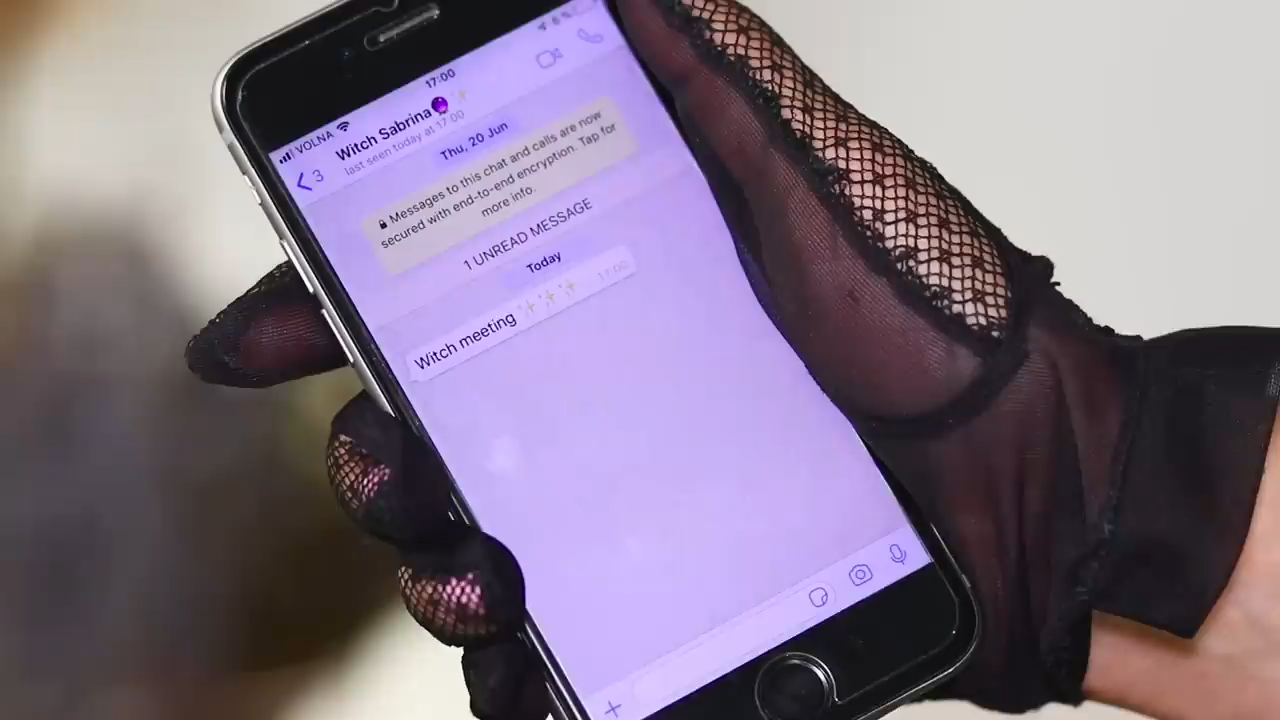 VOLNA 17:00
3 Witch Sabrina🔮✨
last seen today at 17:00
Thu, 20 Jun
🔒 Messages to this chat and calls are now
secured with end-to-end encryption. Tap for
more info.
1 UNREAD MESSAGE
Today
Witch meeting ✨✨✨ 17:00